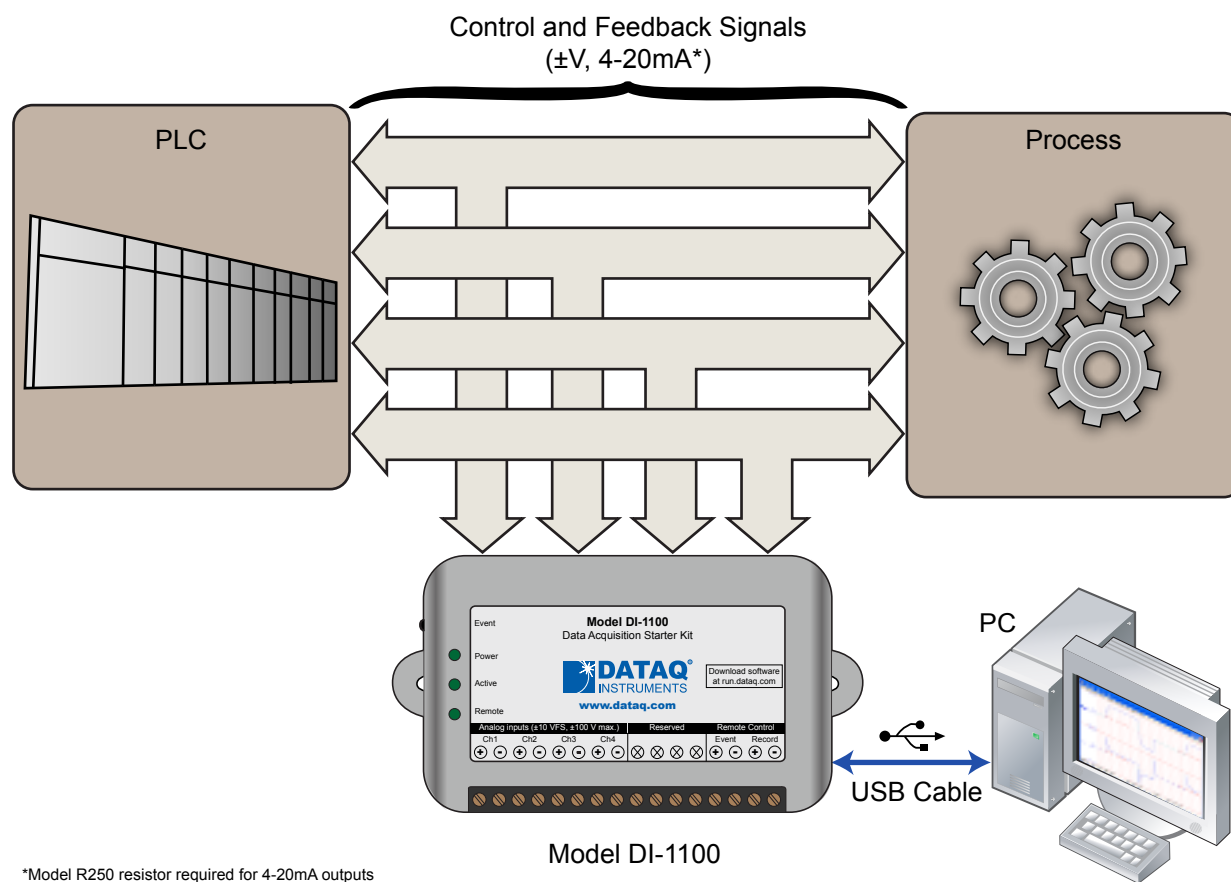 Control and Feedback Signals
(±V, 4-20mA*)
PLC
Process
Event
Model DI-1100
Data Acquisition Starter Kit
Power
Active
Remote
DATAQ®
INSTRUMENTS
www.dataq.com
Download software
at run.dataq.com
Analog inputs (±10 VFS, ±100 V max.) Reserved Remote Control
Ch1 Ch2 Ch3 Ch4 Event Record
+ - + - + - + - + - + -
PC
USB Cable
Model DI-1100
*Model R250 resistor required for 4-20mA outputs